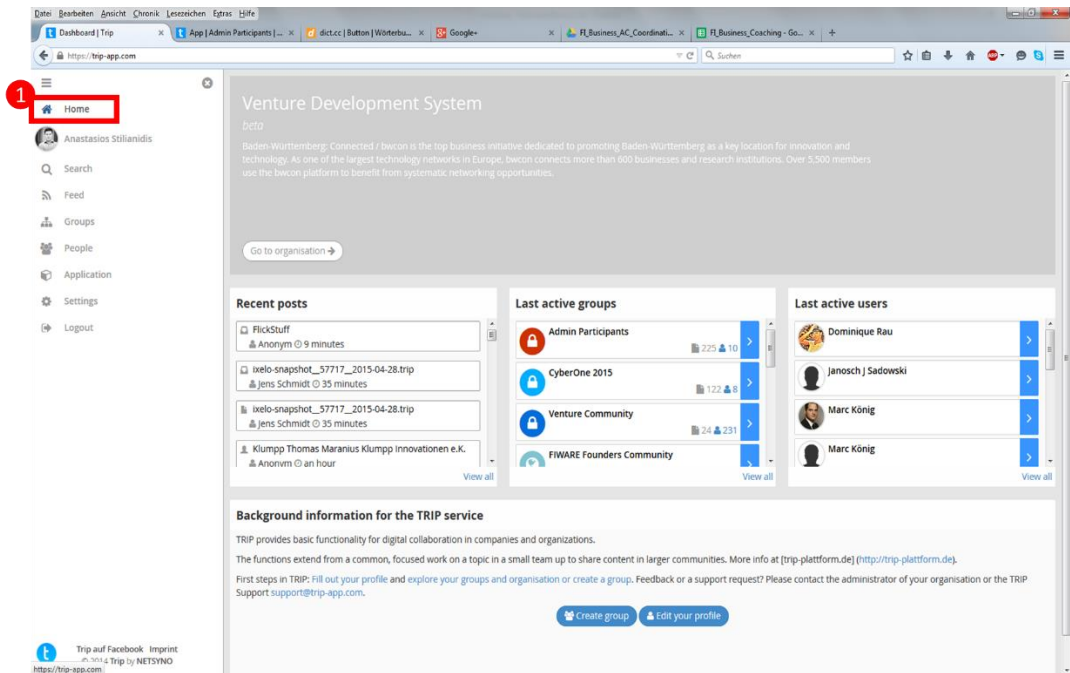 Datei Bearbeiten Ansicht Chronik Lesezeichen Extras Hilfe
Dashboard | Trip
App | Admin Participants | ...
dict.cc | Button | Wörterbu...
Google+
FI_Business_AC_Coordinati...
FI_Business_Coaching - Go...
https://trip-app.com
Suchen
1
Home
Anastasios Stilianidis
Search
Feed
Groups
People
Application
Settings
Logout
Venture Development System
beta
Baden-Württemberg: Connected / bwcon is the top business initiative dedicated to promoting Baden-Württemberg as a key location for innovation and
technology. As one of the largest technology networks in Europe, bwcon connects more than 600 businesses and research institutions. Over 5,500 members
use the bwcon platform to benefit from systematic networking opportunities.
Go to organisation
Recent posts
FlickStuff
Anonym 9 minutes
ixelo-snapshot__57717__2015-04-28.trip
Jens Schmidt 35 minutes
ixelo-snapshot__57717__2015-04-28.trip
Jens Schmidt 35 minutes
Klumpp Thomas Maranius Klumpp Innovationen e.K.
Anonym an hour
View all
Last active groups
Admin Participants
225 10
CyberOne 2015
122 8
Venture Community
24 231
FIWARE Founders Community
View all
Last active users
Dominique Rau
Janosch J Sadowski
Marc König
Marc König
View all
Background information for the TRIP service
TRIP provides basic functionality for digital collaboration in companies and organizations.
The functions extend from a common, focused work on a topic in a small team up to share content in larger communities. More info at [trip-plattform.de] (http://trip-plattform.de).
First steps in TRIP: Fill out your profile and explore your groups and organisation or create a group. Feedback or a support request? Please contact the administrator of your organisation or the TRIP
Support support@trip-app.com.
Create group
Edit your profile
Trip auf Facebook Imprint
© 2014 Trip by NETSYNO
https://trip-app.com